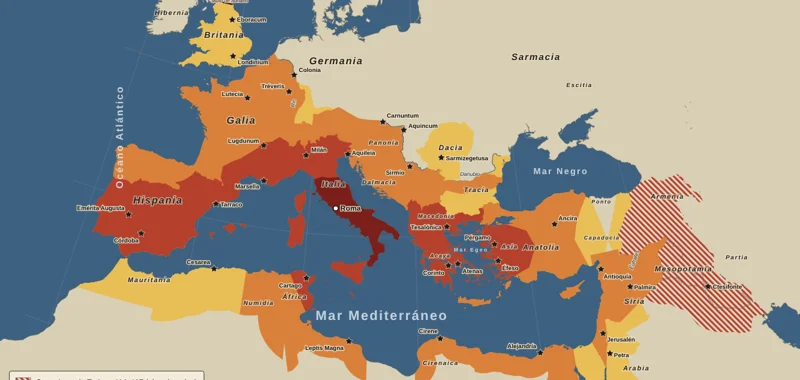 Hibernia
Eboracum
Britania
Londinium
Germania
Colonia
Sarmacia
Escitia
Tréveris
Lutecia
Galia
Océano Atlántico
Carnuntum
Aquincum
Lugdunum
Milán
Aquileia
Panonia
Dacia
Sarmizegetusa
Sirmio
Danubio
Mar Negro
Marsella
Italia
Dalmacia
Tracia
Hispania
Emérita Augusta
Tarraco
Roma
Córdoba
Macedonia
Tesalónica
Pérgamo
Asia
Anatolia
Ancira
Ponto
Capadocia
Armenia
Mar Egeo
Acaya
Corinto
Atenas
Éfeso
Cesarea
Mauritania
Numidia
Cartago
África
Mesopotamia
Partia
Antioquía
Palmira
Ctesifonte
Siria
Mar Mediterráneo
Leptis Magna
Cirene
Cirenaica
Alejandría
Jerusalén
Petra
Arabia